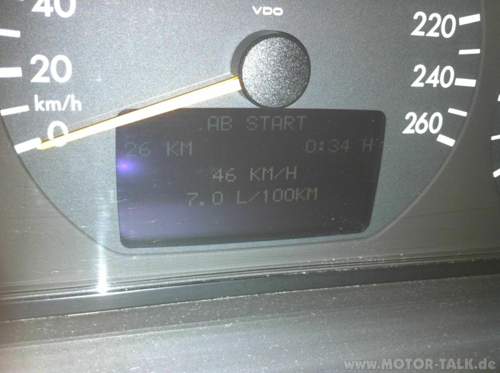 VDO
40
20
km/h
0
220
240
260
AB START
26 KM 0:34 H
46 KM/H
7.0 L/100KM
www.MOTOR-TALK.de